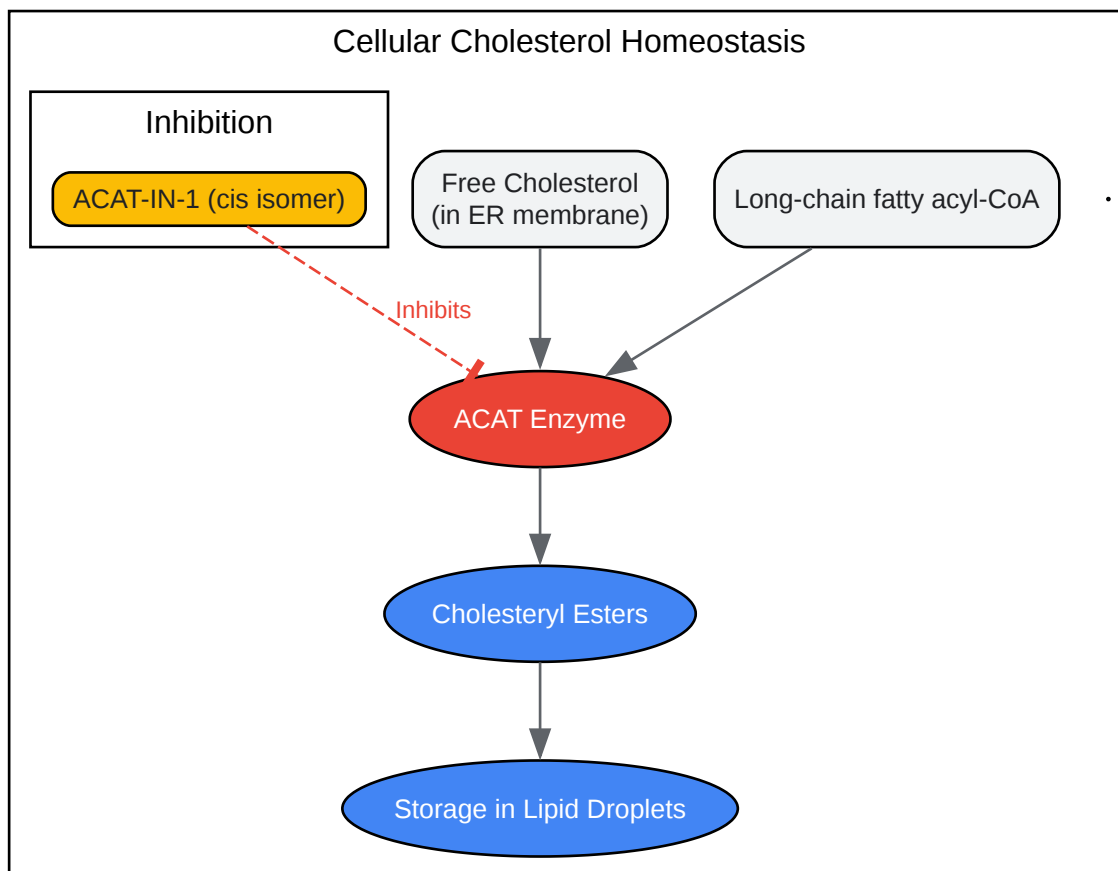 Cellular Cholesterol Homeostasis
Inhibition
ACAT-IN-1 (cis isomer)
Free Cholesterol
(in ER membrane)
Long-chain fatty acyl-CoA
.
Inhibits
ACAT Enzyme
Cholesteryl Esters
Storage in Lipid Droplets